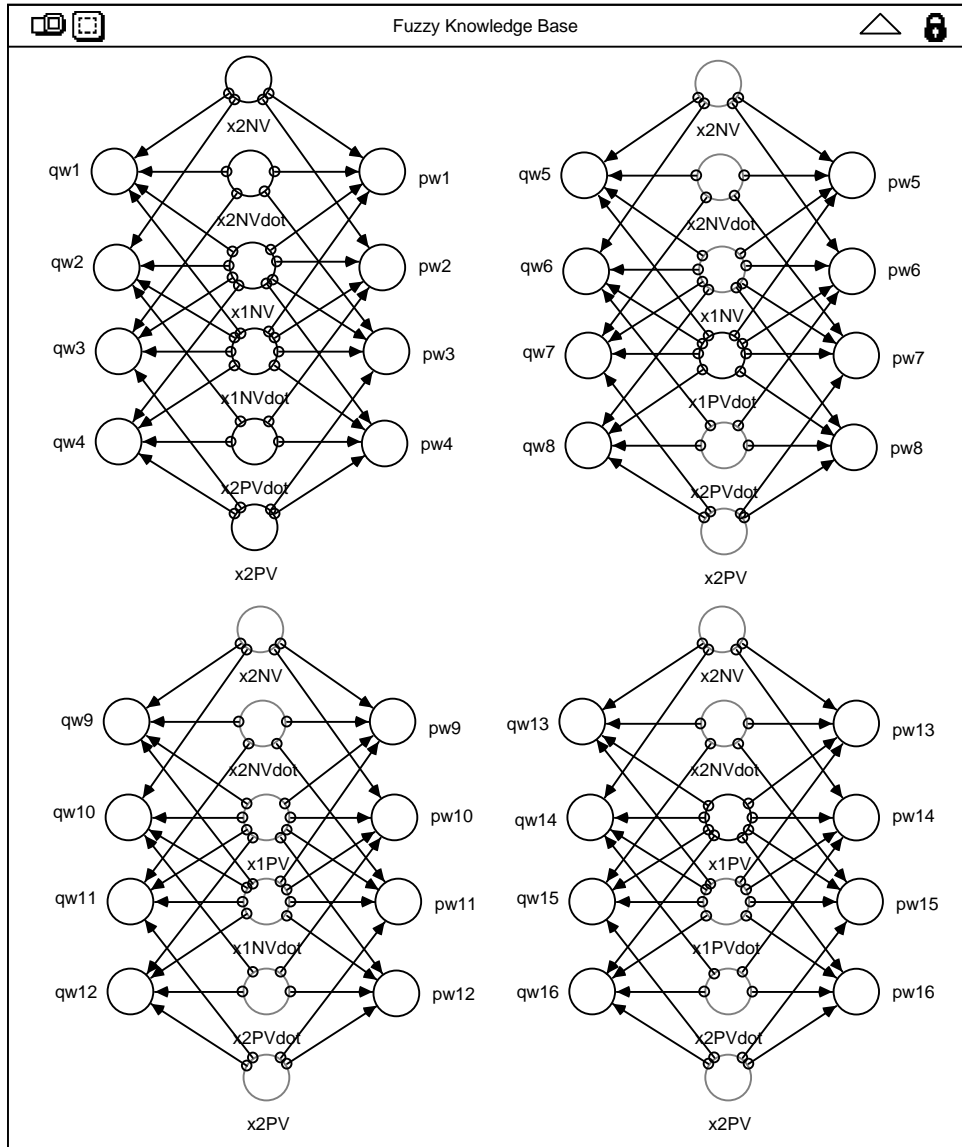 Fuzzy Knowledge Base
x2NV
qw1
pw1
x2NVdot
qw2
pw2
x1NV
qw3
pw3
x1NVdot
qw4
pw4
x2PVdot
x2PV
x2NV
qw5
pw5
x2NVdot
qw6
pw6
x1NV
qw7
pw7
x1PVdot
qw8
pw8
x2PVdot
x2PV
x2NV
qw9
pw9
x2NVdot
qw10
pw10
x1PV
qw11
pw11
x1NVdot
qw12
pw12
x2PVdot
x2PV
x2NV
qw13
pw13
x2NVdot
qw14
pw14
x1PV
qw15
pw15
x1PVdot
qw16
pw16
x2PVdot
x2PV